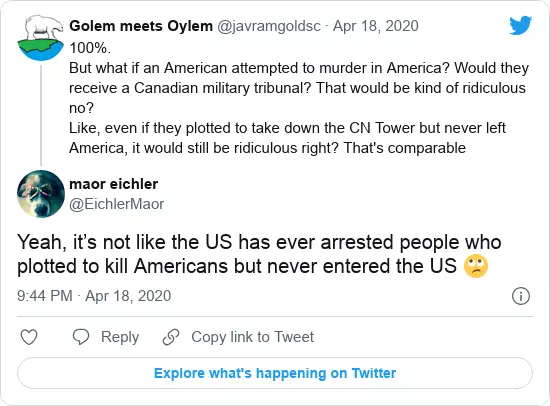 Golem meets Oylem @javramgoldsc · Apr 18, 2020
100%.
But what if an American attempted to murder in America? Would they
receive a Canadian military tribunal? That would be kind of ridiculous
no?
Like, even if they plotted to take down the CN Tower but never left
America, it would still be ridiculous right? That's comparable
maor eichler
@EichlerMaor
Yeah, it’s not like the US has ever arrested people who
plotted to kill Americans but never entered the US 🙄
9:44 PM · Apr 18, 2020
Reply Copy link to Tweet
Explore what's happening on Twitter